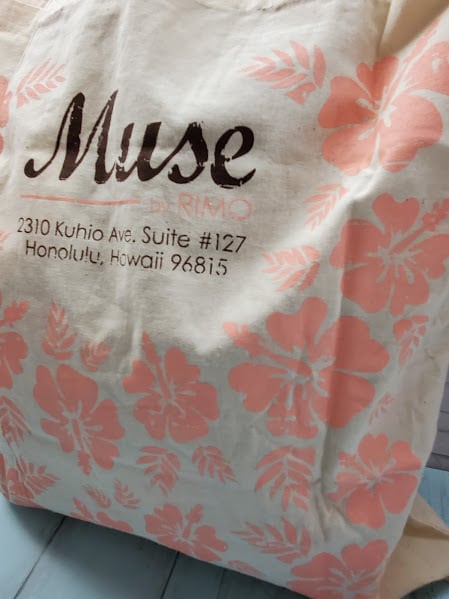 Muse
by RIMO
2310 Kuhio Ave. Suite #127
Honolulu, Hawaii 96815